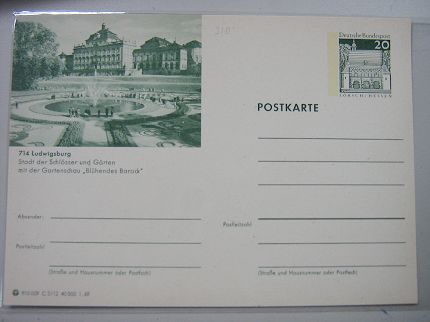 Deutsche Bundespost
20
LORSCH/HESSEN
POSTKARTE
714 Ludwigsburg
Stadt der Schlösser und Gärten
mit der Gartenschau „Blühendes Barock"
Absender:
Postleitzahl
(Straße und Hausnummer oder Postfach)
Postleitzahl
(Straße und Hausnummer oder Postfach)